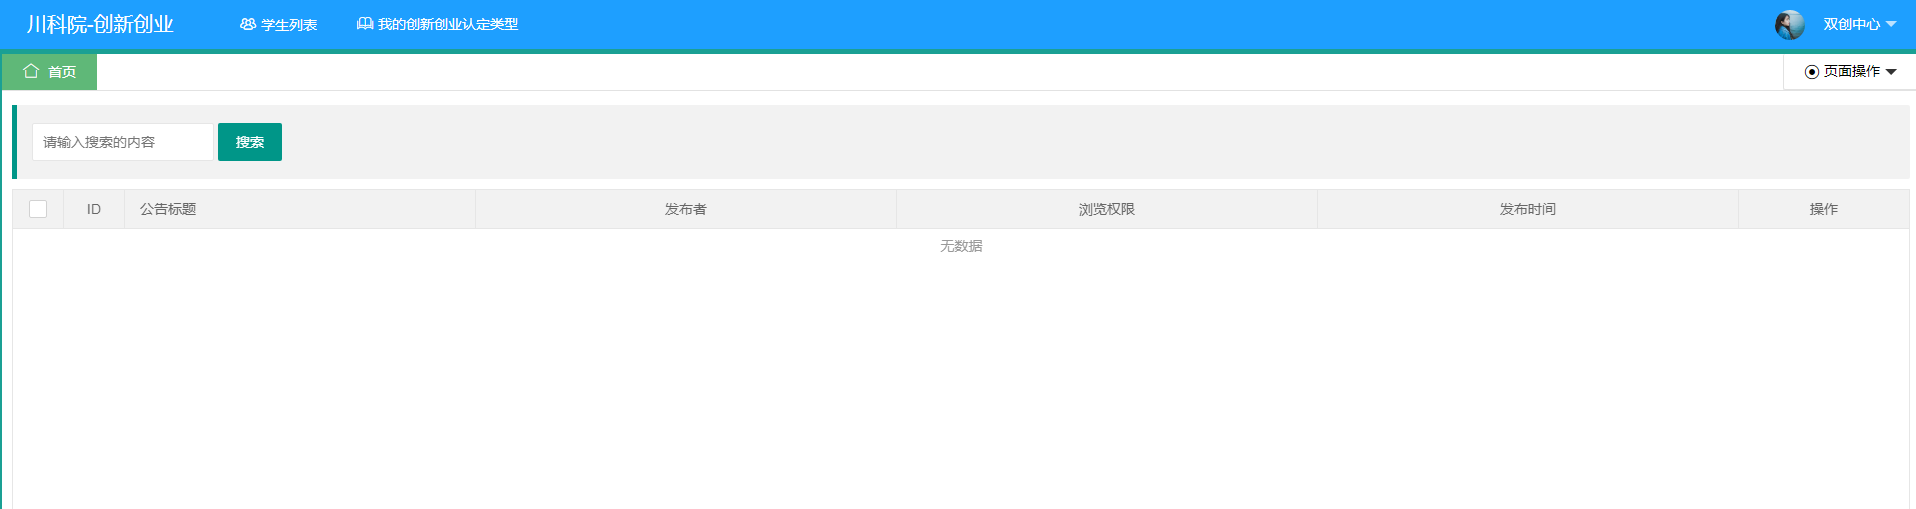 川科院-创新创业 学生列表 我的创新创业认定类型 双创中心
首页 页面操作
请输入搜索的内容 搜索
ID 公告标题 发布者 浏览权限 发布时间 操作
无数据